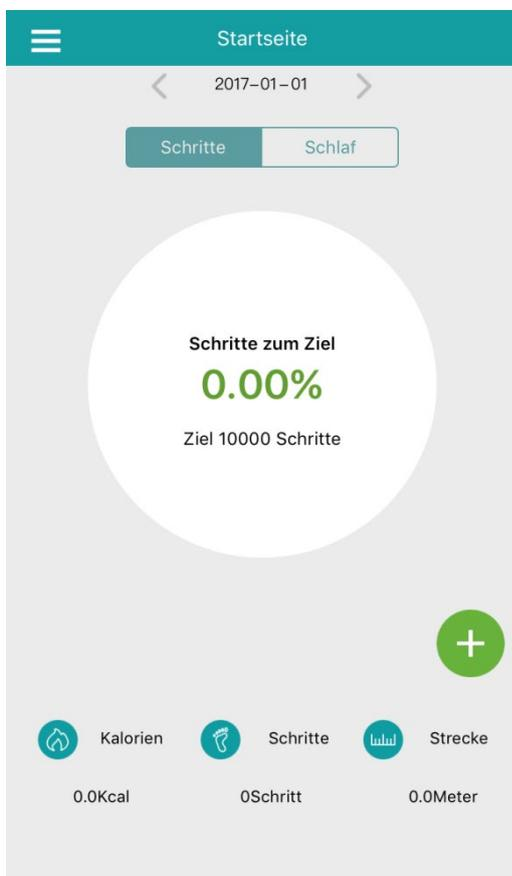 Startseite
2017-01-01
Schritte Schlaf
Schritte zum Ziel
0.00%
Ziel 10000 Schritte
Kalorien Schritte Strecke
0.0Kcal 0Schritt 0.0Meter